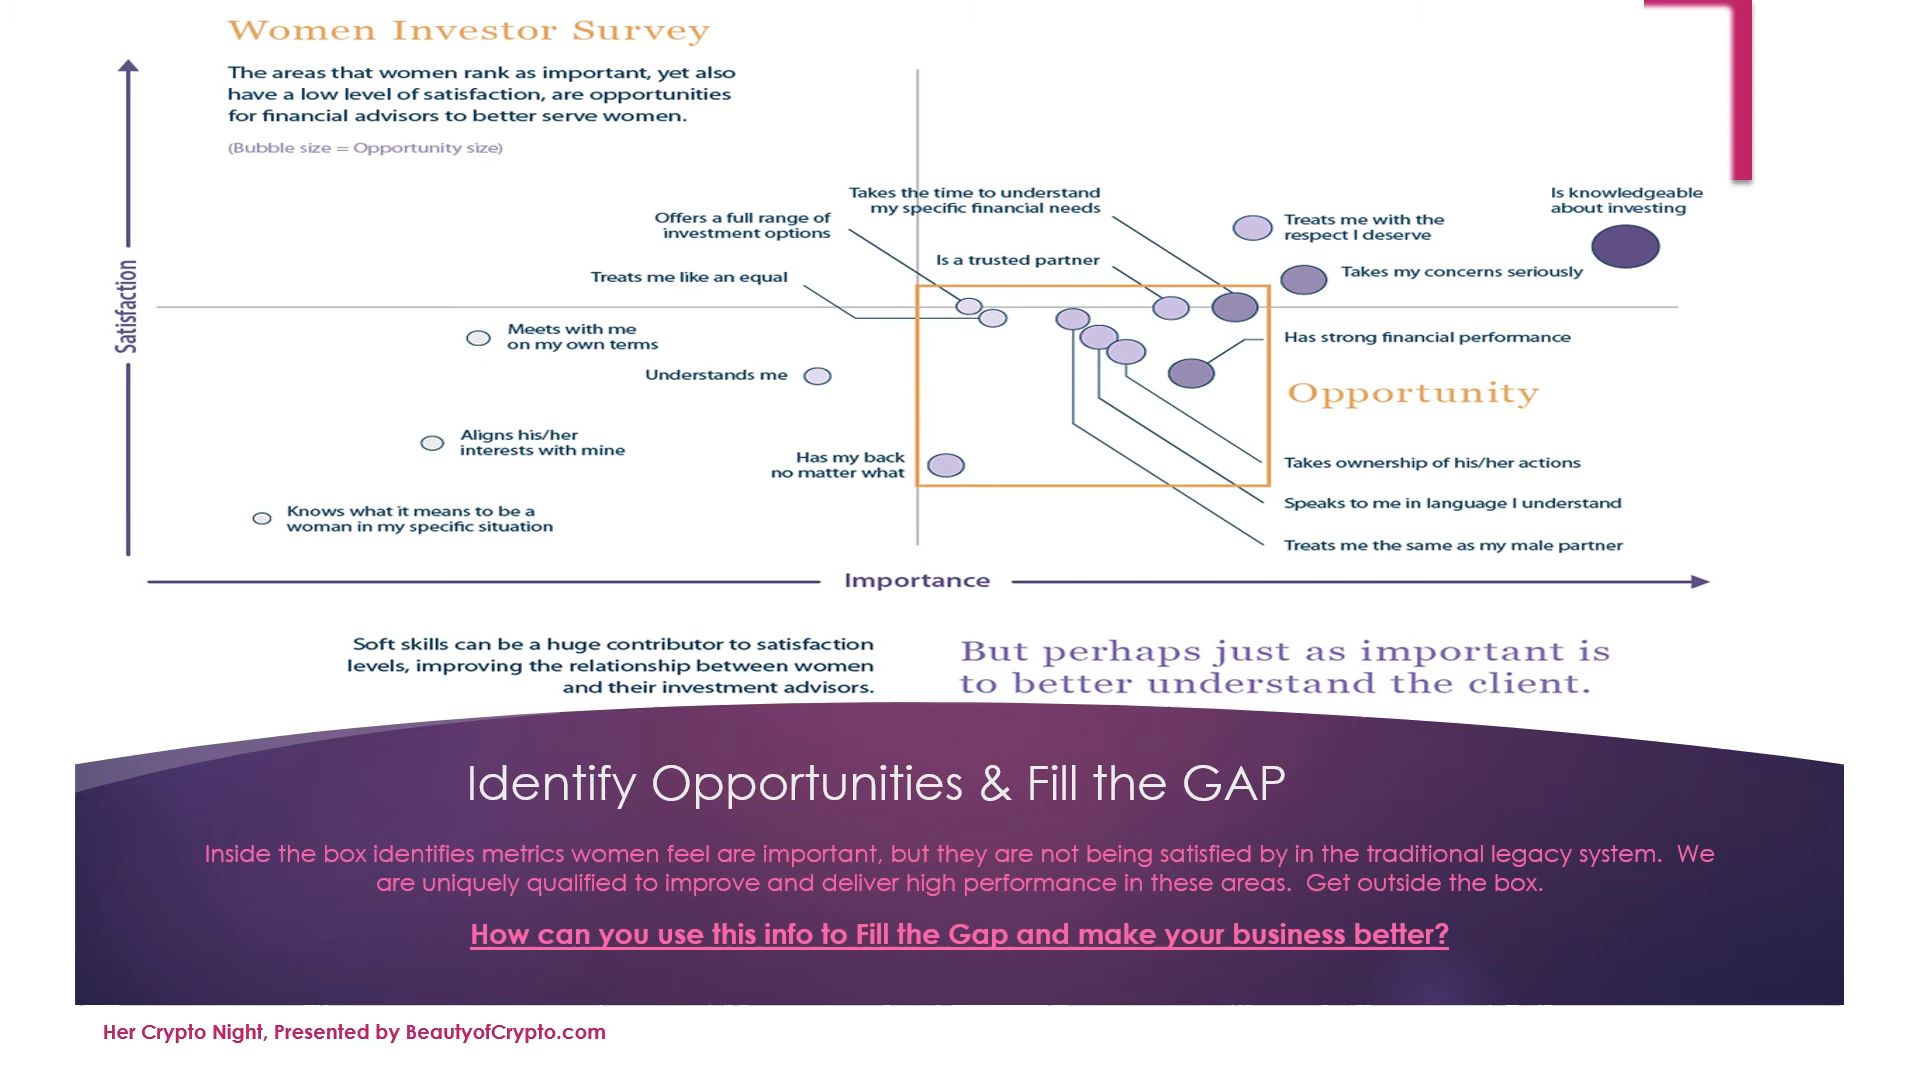 Women Investor Survey
The areas that women rank as important, yet also
have a low level of satisfaction, are opportunities
for financial advisors to better serve women.
(Bubble size = Opportunity size)
Satisfaction
Takes the time to understand
my specific financial needs
Is knowledgeable
about investing
Offers a full range of
investment options
Treats me with the
respect I deserve
Is a trusted partner
Takes my concerns seriously
Treats me like an equal
Meets with me
on my own terms
Has strong financial performance
Understands me
Opportunity
Aligns his/her
interests with mine
Has my back
no matter what
Takes ownership of his/her actions
Knows what it means to be a
woman in my specific situation
Speaks to me in language I understand
Treats me the same as my male partner
Importance
Soft skills can be a huge contributor to satisfaction
levels, improving the relationship between women
and their investment advisors.
But perhaps just as important is
to better understand the client.
Identify Opportunities & Fill the GAP
Inside the box identifies metrics women feel are important, but they are not being satisfied by in the traditional legacy system.  We
are uniquely qualified to improve and deliver high performance in these areas.  Get outside the box.
How can you use this info to Fill the Gap and make your business better?
Her Crypto Night, Presented by BeautyofCrypto.com